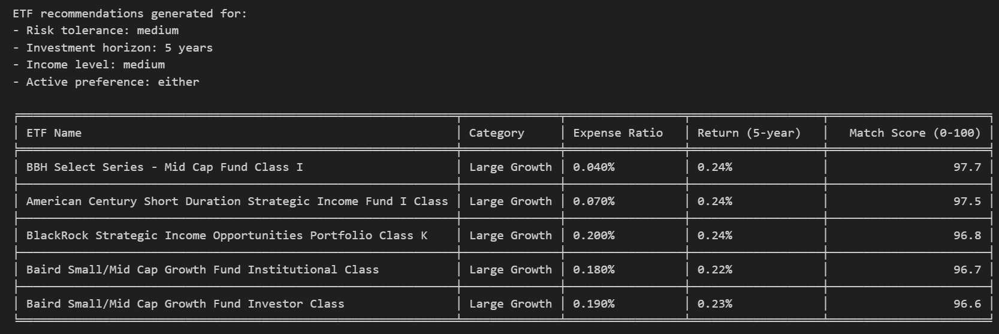 ETF recommendations generated for:
- Risk tolerance: medium
- Investment horizon: 5 years
- Income level: medium
- Active preference: either
ETF Name Category Expense Ratio Return (5-year) Match Score (0-100)
BBH Select Series - Mid Cap Fund Class I Large Growth 0.040% 0.24% 97.7
American Century Short Duration Strategic Income Fund I Class Large Growth 0.070% 0.24% 97.5
BlackRock Strategic Income Opportunities Portfolio Class K Large Growth 0.200% 0.24% 96.8
Baird Small/Mid Cap Growth Fund Institutional Class Large Growth 0.180% 0.22% 96.7
Baird Small/Mid Cap Growth Fund Investor Class Large Growth 0.190% 0.23% 96.6